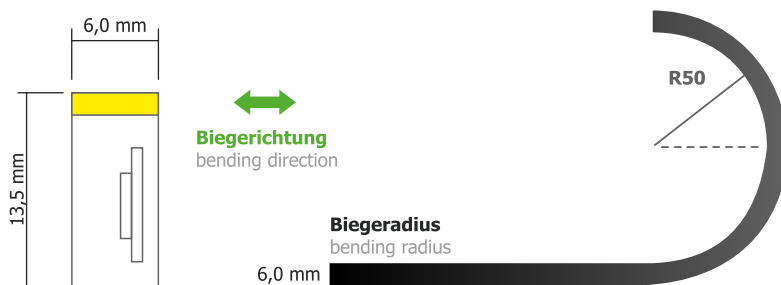 6,0 mm
13,5 mm
Biegerichtung
bending direction
R50
Biegeradius
bending radius
6,0 mm